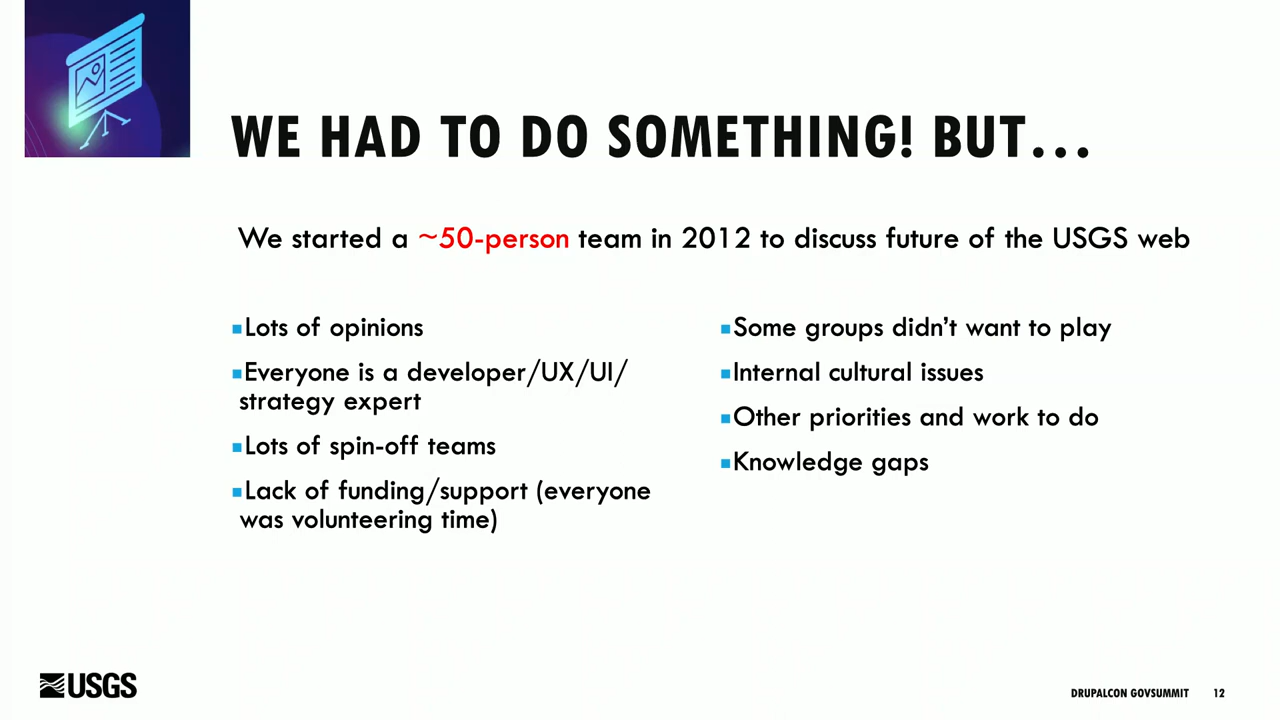 WE HAD TO DO SOMETHING! BUT...
We started a ~50-person team in 2012 to discuss future of the USGS web
▪Lots of opinions
▪Everyone is a developer/UX/UI/
strategy expert
▪Lots of spin-off teams
▪Lack of funding/support (everyone
was volunteering time)
▪Some groups didn't want to play
▪Internal cultural issues
▪Other priorities and work to do
▪Knowledge gaps
USGS
DRUPALCON GOVSUMMIT 12